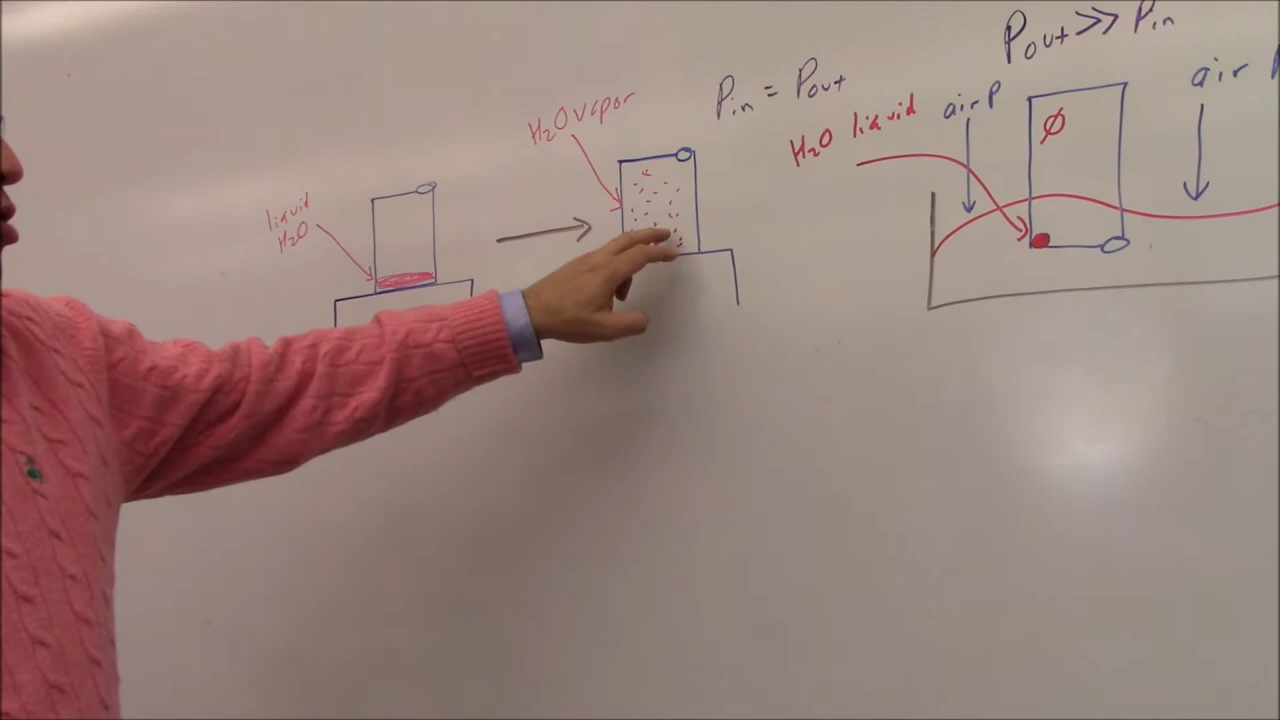 liquid
H₂O
H₂O vapor
Pin = Pout
H₂O liquid
air P
Pout >> Pin
∅
air P